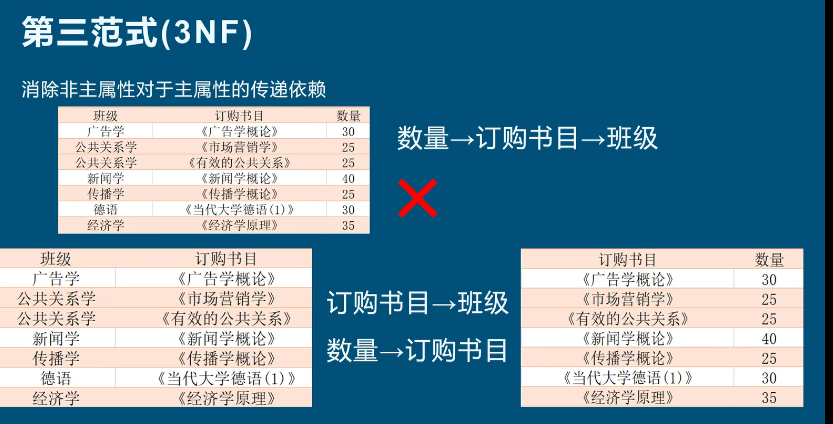 第三范式(3NF)
消除非主属性对于主属性的传递依赖
班级 订购书目 数量
广告学 《广告学概论》 30
公共关系学 《市场营销学》 25
公共关系学 《有效的公共关系》 25
新闻学 《新闻学概论》 40
传播学 《传播学概论》 25
德语 《当代大学德语(1)》 30
经济学 《经济学原理》 35
数量→订购书目→班级
班级 订购书目
广告学 《广告学概论》
公共关系学 《市场营销学》
公共关系学 《有效的公共关系》
新闻学 《新闻学概论》
传播学 《传播学概论》
德语 《当代大学德语(1)》
经济学 《经济学原理》
订购书目→班级
数量→订购书目
订购书目 数量
《广告学概论》 30
《市场营销学》 25
《有效的公共关系》 25
《新闻学概论》 40
《传播学概论》 25
《当代大学德语(1)》 30
《经济学原理》 35